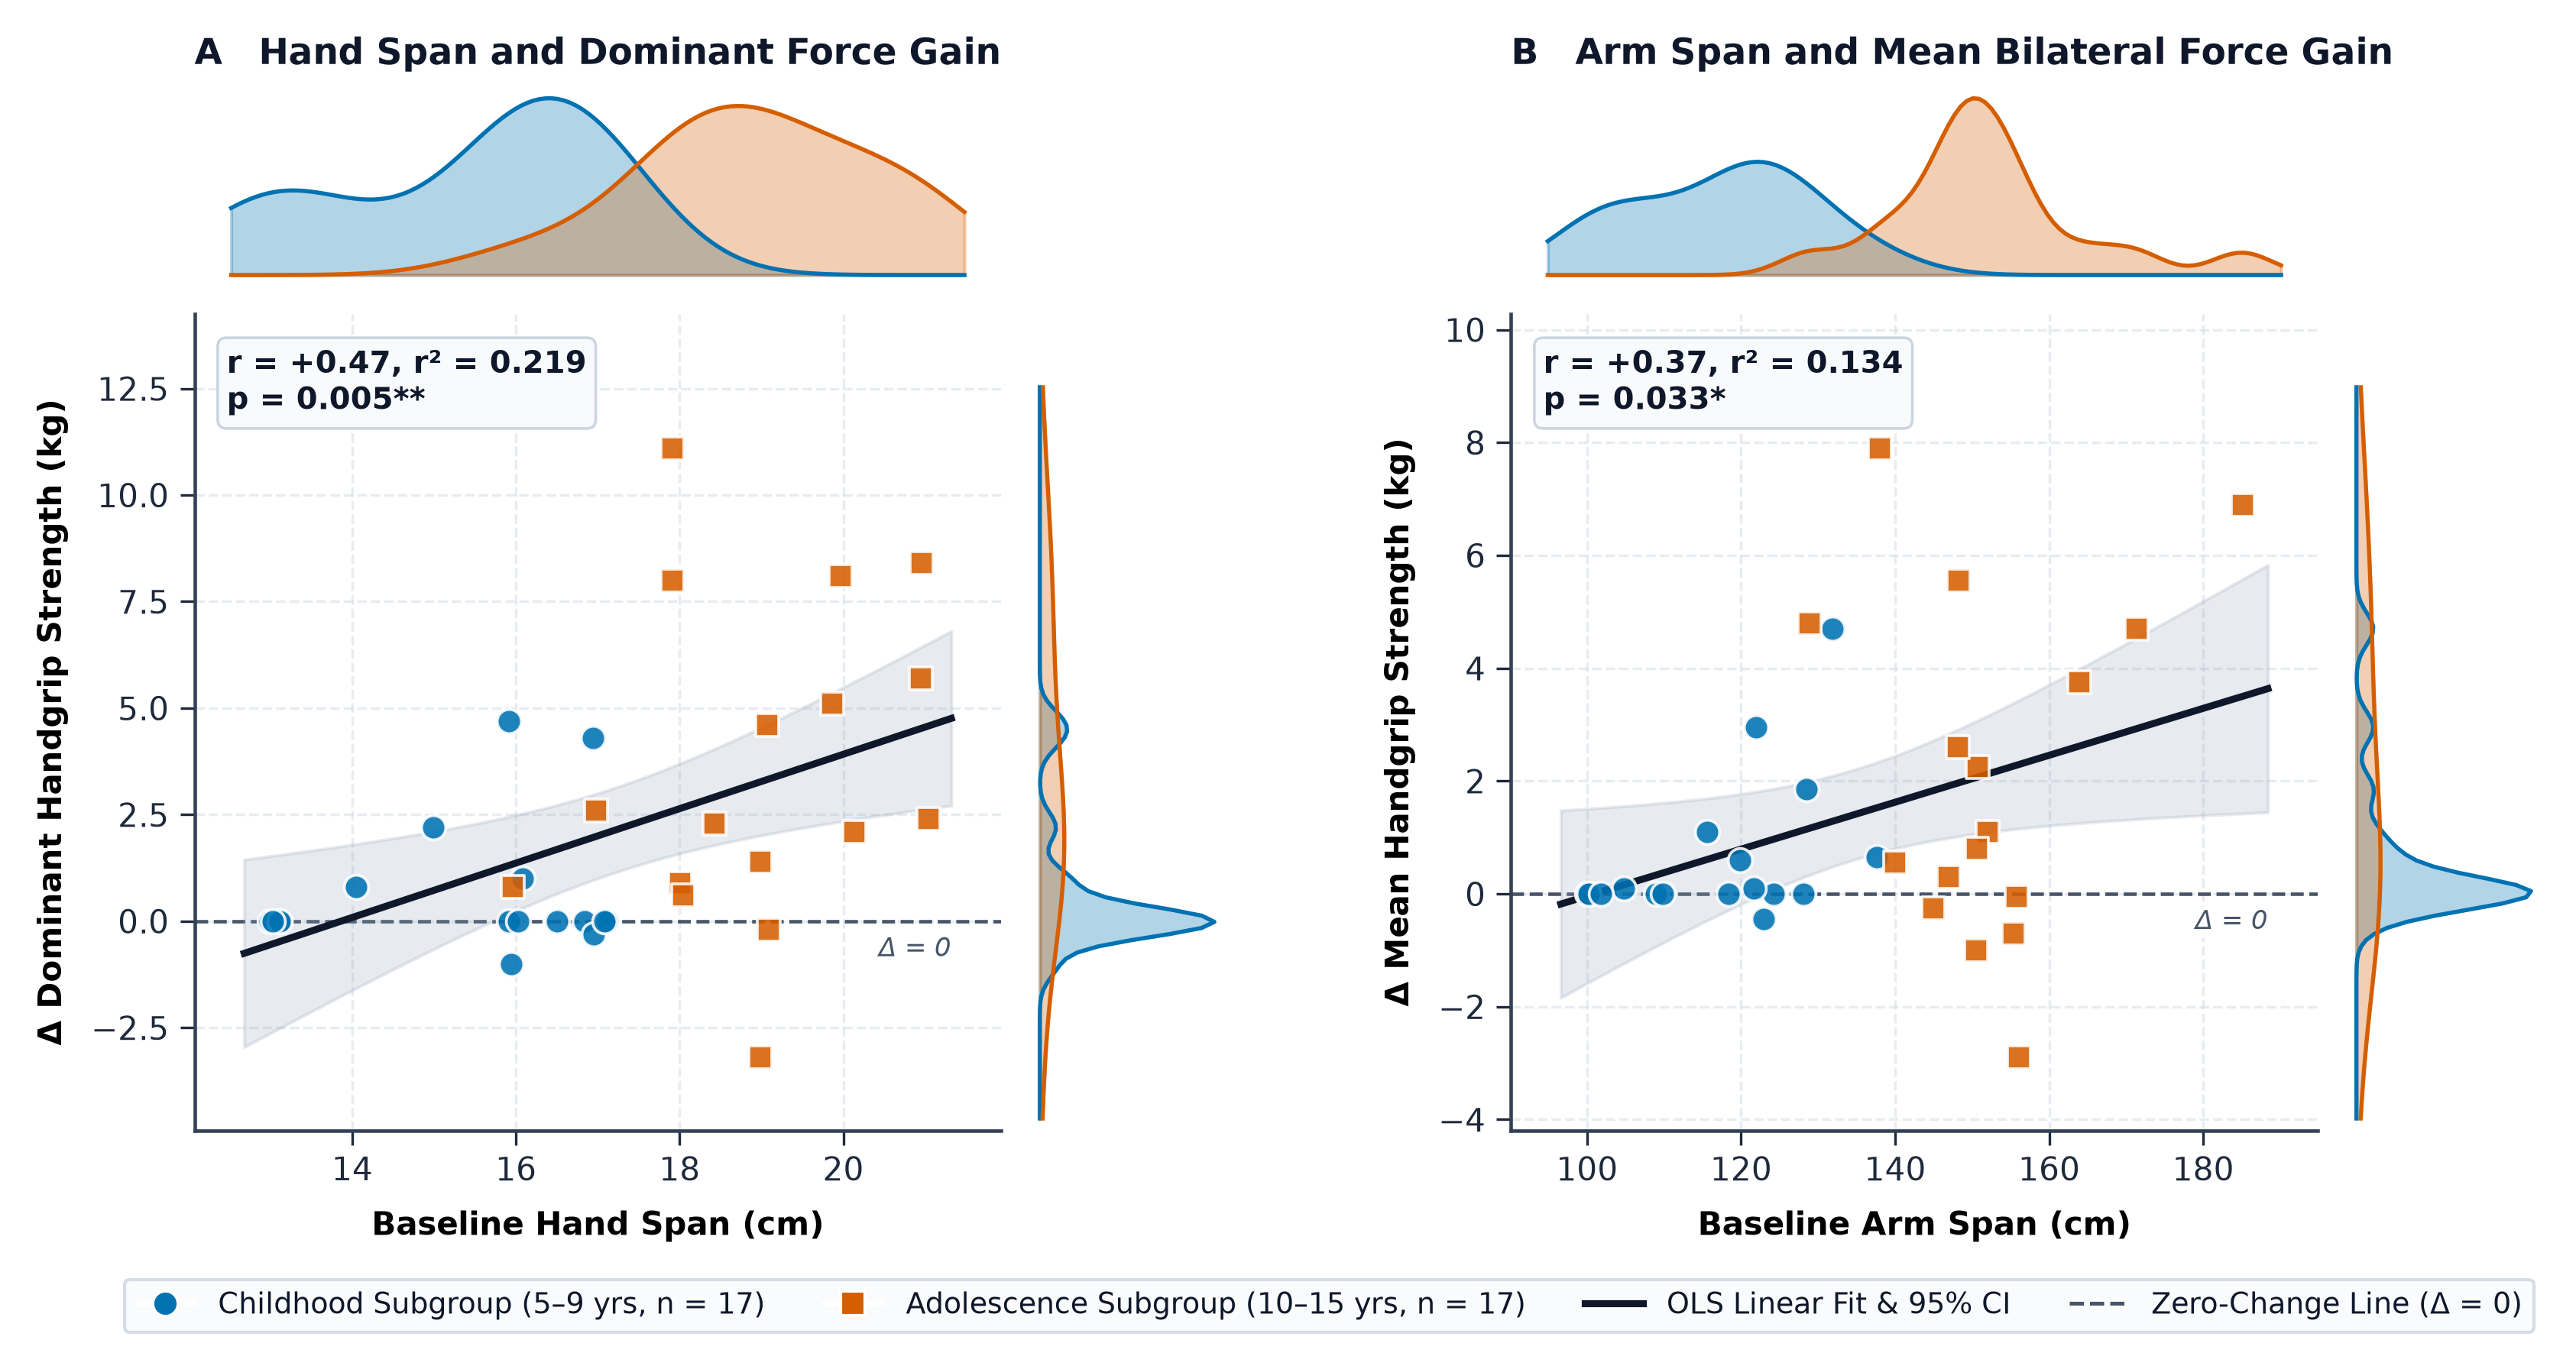 A Hand Span and Dominant Force Gain
r = +0.47, r² = 0.219
p = 0.005**
12.5
10.0
7.5
5.0
2.5
0.0
−2.5
Δ Dominant Handgrip Strength (kg)
Δ = 0
14 16 18 20
Baseline Hand Span (cm)
B Arm Span and Mean Bilateral Force Gain
r = +0.37, r² = 0.134
p = 0.033*
10
8
6
4
2
0
−2
−4
Δ Mean Handgrip Strength (kg)
Δ = 0
100 120 140 160 180
Baseline Arm Span (cm)
Childhood Subgroup (5–9 yrs, n = 17) Adolescence Subgroup (10–15 yrs, n = 17) OLS Linear Fit & 95% CI Zero-Change Line (Δ = 0)